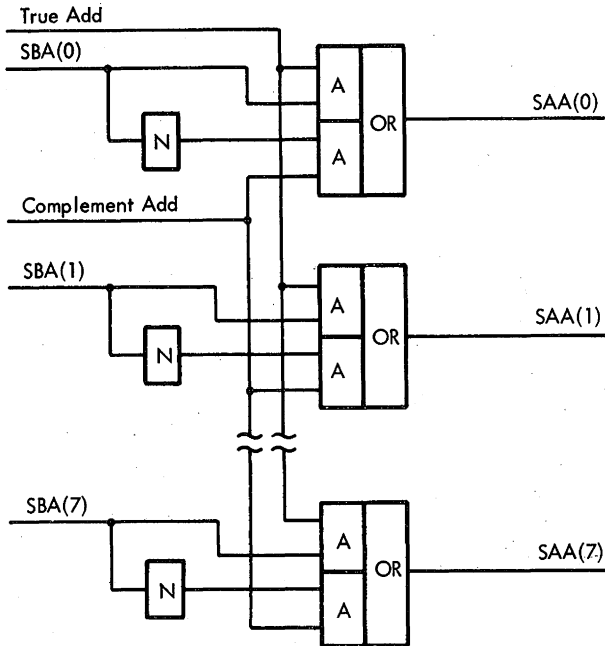 True Add
SBA(0)
A
OR
SAA(0)
N
A
Complement Add
SBA(1)
A
OR
SAA(1)
N
A
SBA(7)
A
OR
SAA(7)
N
A